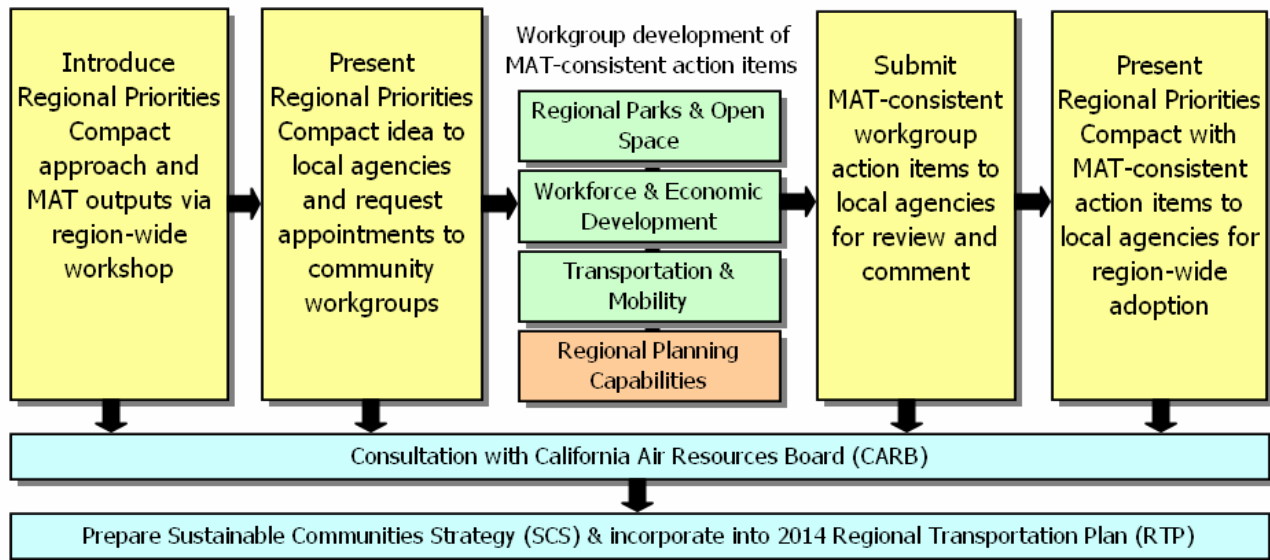 Introduce
Regional Priorities
Compact
approach and
MAT outputs via
region-wide
workshop
Present
Regional Priorities
Compact idea to
local agencies
and request
appointments to
community
workgroups
Workgroup development of
MAT-consistent action items
Regional Parks & Open
Space
Workforce & Economic
Development
Transportation &
Mobility
Regional Planning
Capabilities
Submit
MAT-consistent
workgroup
action items to
local agencies
for review and
comment
Present
Regional Priorities
Compact with
MAT-consistent
action items to
local agencies for
region-wide
adoption
Consultation with California Air Resources Board (CARB)
Prepare Sustainable Communities Strategy (SCS) & incorporate into 2014 Regional Transportation Plan (RTP)